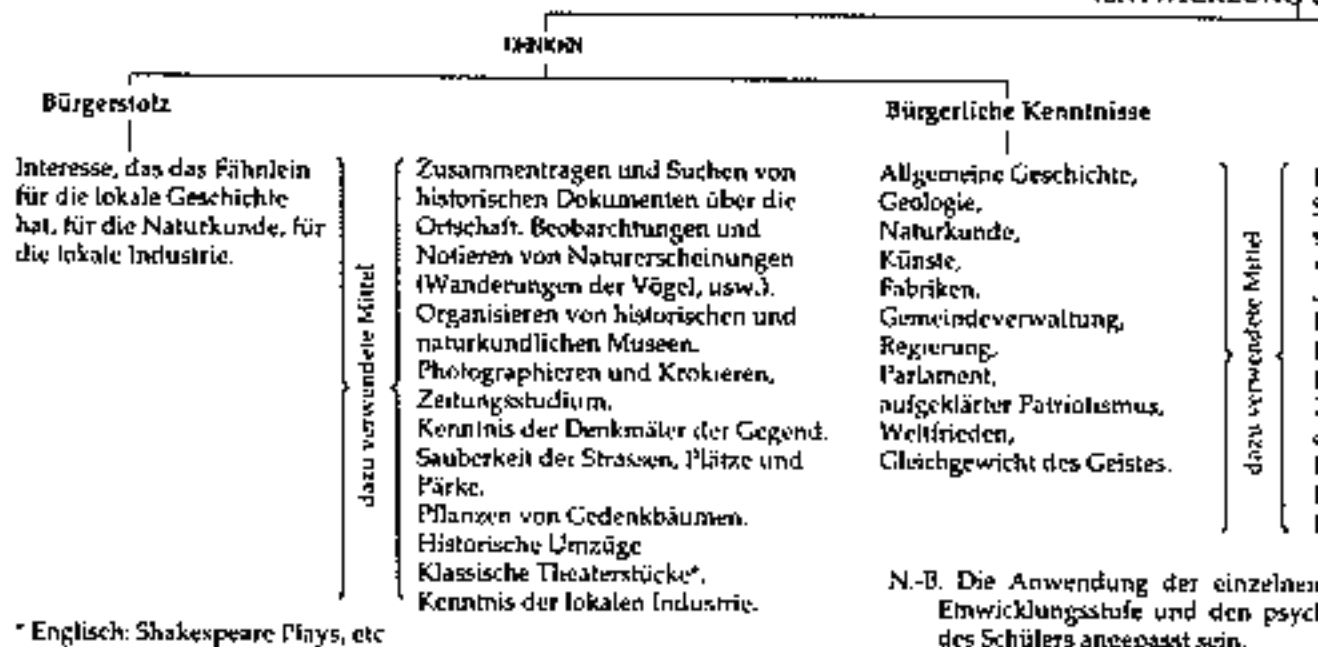 DENKEN
Bürgerstolz
Interesse, das das Fähnlein
für die lokale Geschichte
hat, für die Naturkunde, für
die lokale Industrie.
dazu verwendete Mittel
Zusammentragen und Suchen von
historischen Dokumenten über die
Ortschaft. Beobarchtungen und
Notieren von Naturerscheinungen
(Wanderungen der Vögel, usw.).
Organisieren von historischen und
naturkundlichen Museen.
Photographieren und Krokieren,
Zeitungsstudium.
Kenntnis der Denkmäler der Gegend.
Sauberkeit der Strassen, Plätze und
Pärke.
Pflanzen von Gedenkbäumen.
Historische Umzüge
Klassische Theaterstücke*.
Kenntnis der lokalen Industrie.
* Englisch: Shakespeare Plays, etc
Bürgerliche Kenntnisse
Allgemeine Geschichte,
Geologie,
Naturkunde,
Künste,
Fabriken,
Gemeindeverwaltung,
Regierung,
Parlament,
aufgeklärter Patriotismus,
Weltfrieden,
Gleichgewicht des Geistes.
dazu verwendete Mittel
N.-B. Die Anwendung der einzelnen
Entwicklungsstufe und den psych
des Schülers angepasst sein.